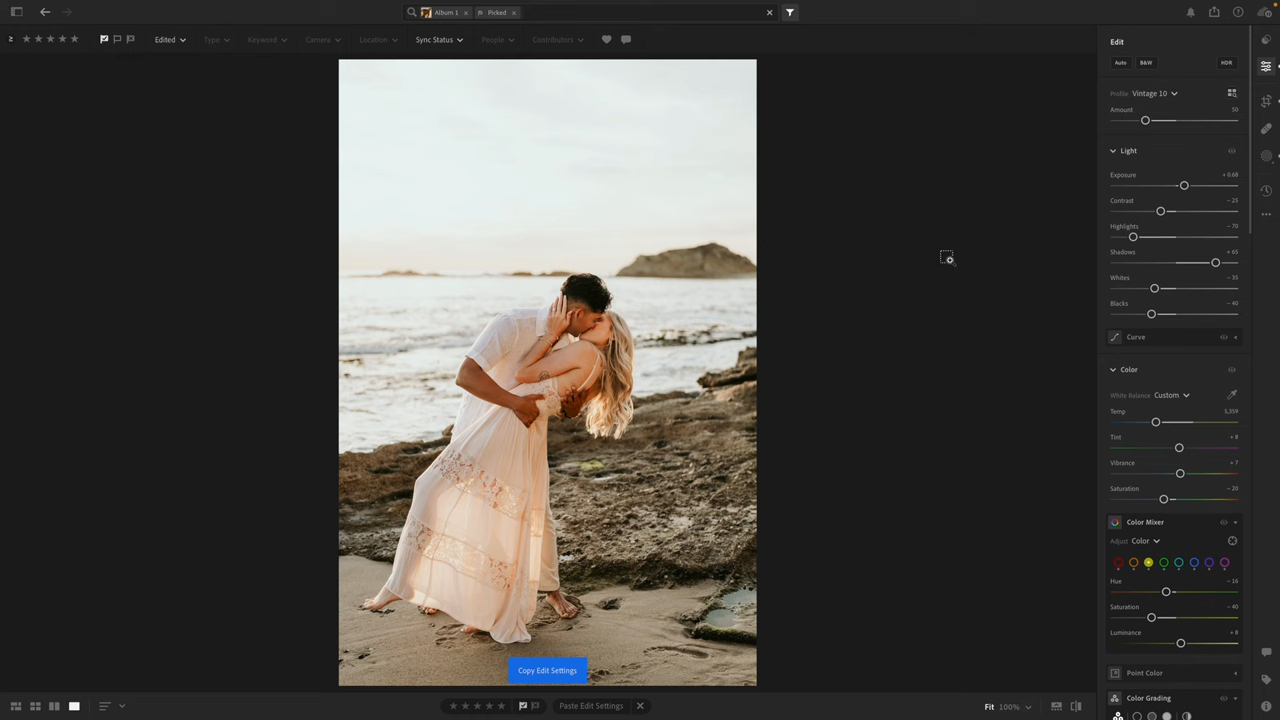 Album 1 Picked
Edited Type Keyword Camera Location Sync Status People Contributors
Edit
Auto B&W HDR
Profile Vintage 10
Amount 50
Light
Exposure + 0.68
Contrast − 25
Highlights − 70
Shadows + 65
Whites − 35
Blacks − 40
Curve
Color
White Balance Custom
Temp 5,359
Tint + 8
Vibrance + 7
Saturation − 20
Color Mixer
Adjust Color
Hue − 16
Saturation − 40
Luminance + 8
Point Color
Color Grading
Copy Edit Settings
Paste Edit Settings
Fit 100%